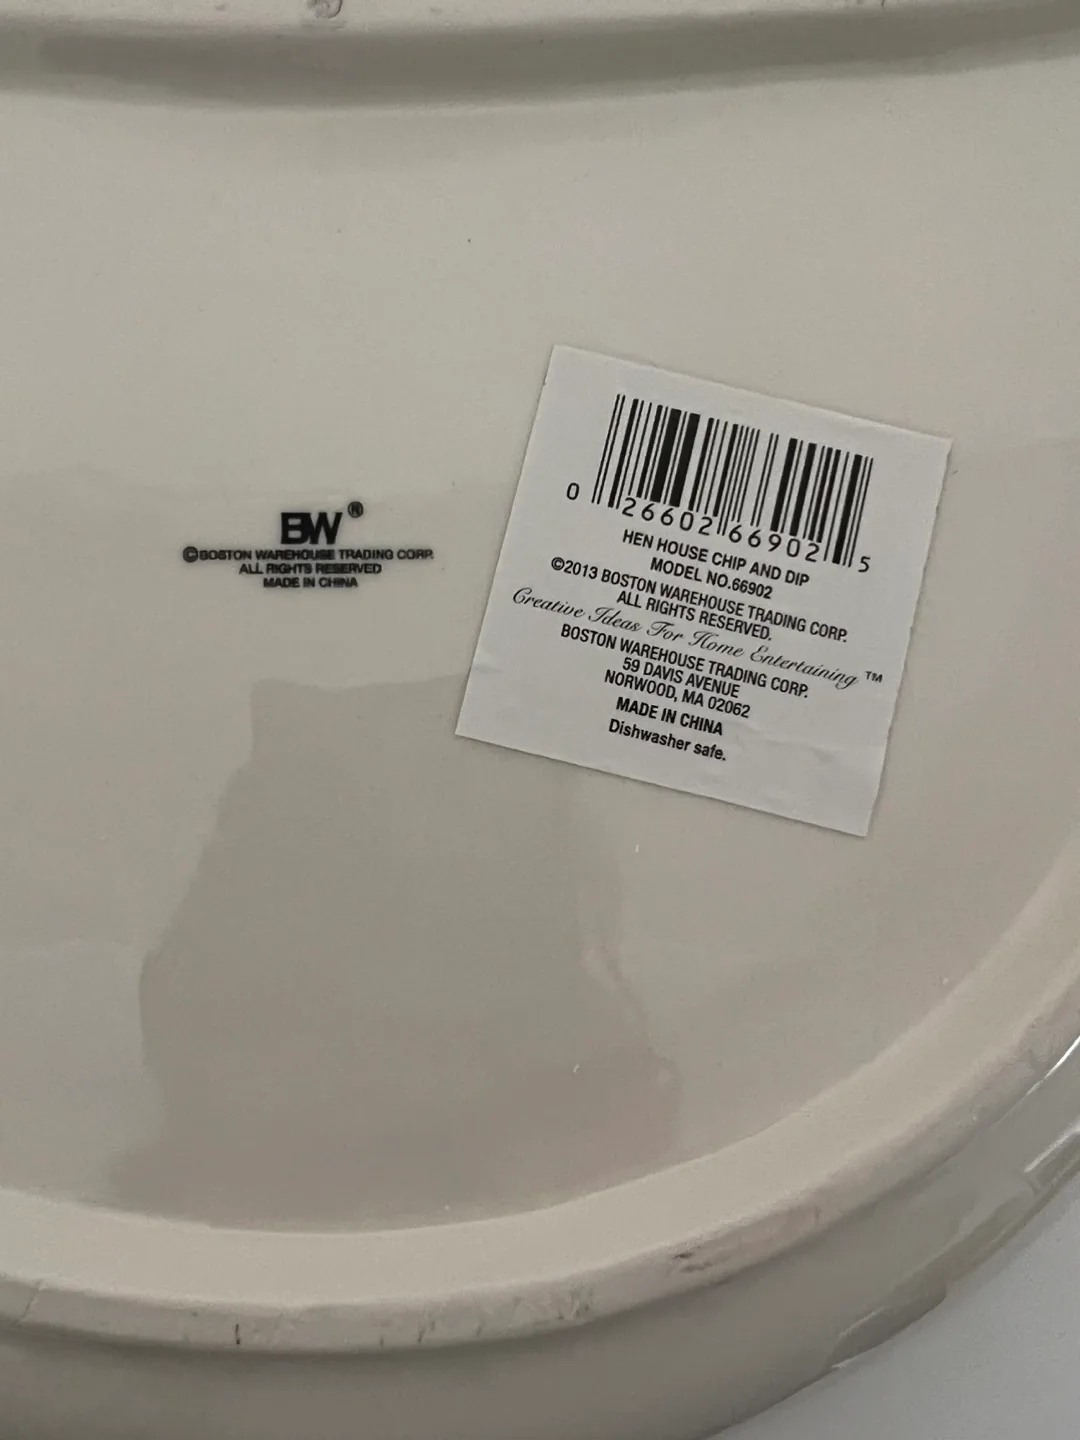 BW®
©BOSTON WAREHOUSE TRADING CORP.
ALL RIGHTS RESERVED
MADE IN CHINA
0 26602 66902 5
HEN HOUSE CHIP AND DIP
MODEL NO.66902
©2013 BOSTON WAREHOUSE TRADING CORP.
ALL RIGHTS RESERVED.
Creative Ideas For Home Entertaining™
BOSTON WAREHOUSE TRADING CORP.
59 DAVIS AVENUE
NORWOOD, MA 02062
MADE IN CHINA
Dishwasher safe.